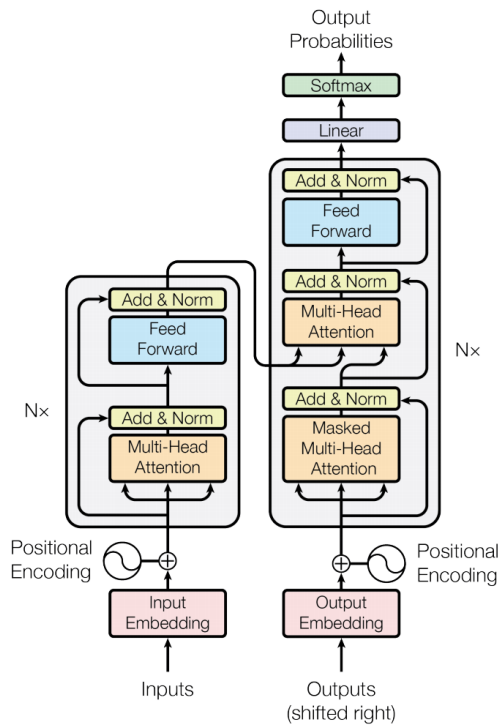 Output
Probabilities
Softmax
Linear
Add & Norm
Feed
Forward
Add & Norm
Multi-Head
Attention
Nx
Add & Norm
Masked
Multi-Head
Attention
Add & Norm
Feed
Forward
Nx
Add & Norm
Multi-Head
Attention
Positional
Encoding
Positional
Encoding
Input
Embedding
Output
Embedding
Inputs
Outputs
(shifted right)